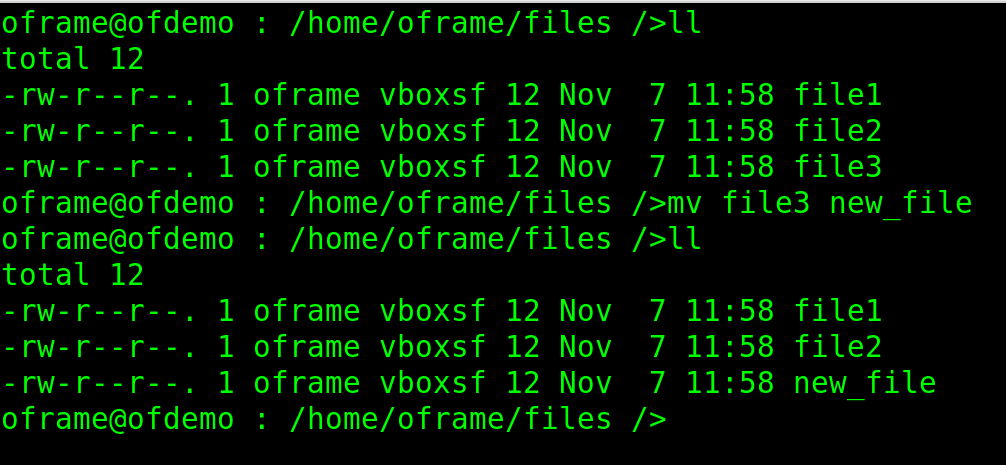 oframe@ofdemo : /home/oframe/files />ll
total 12
-rw-r--r--. 1 oframe vboxsf 12 Nov  7 11:58 file1
-rw-r--r--. 1 oframe vboxsf 12 Nov  7 11:58 file2
-rw-r--r--. 1 oframe vboxsf 12 Nov  7 11:58 file3
oframe@ofdemo : /home/oframe/files />mv file3 new_file
oframe@ofdemo : /home/oframe/files />ll
total 12
-rw-r--r--. 1 oframe vboxsf 12 Nov  7 11:58 file1
-rw-r--r--. 1 oframe vboxsf 12 Nov  7 11:58 file2
-rw-r--r--. 1 oframe vboxsf 12 Nov  7 11:58 new_file
oframe@ofdemo : /home/oframe/files />